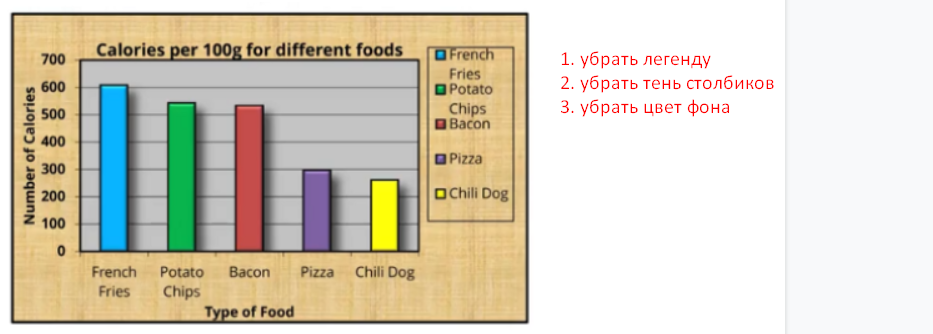 Calories per 100g for different foods
Number of Calories
700
600
500
400
300
200
100
0
French
Fries
Potato
Chips
Bacon
Pizza
Chili Dog
Type of Food
French
Fries
Potato
Chips
Bacon
Pizza
Chili Dog
1. убрать легенду
2. убрать тень столбиков
3. убрать цвет фона